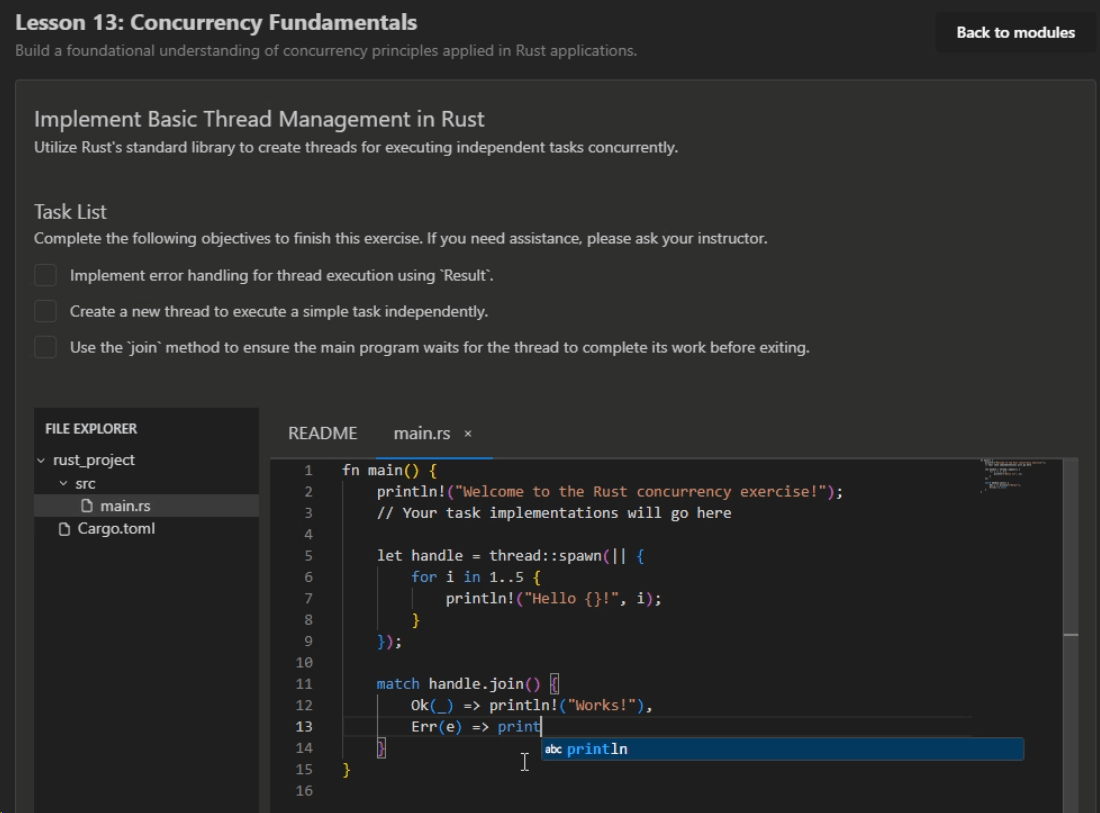 Lesson 13: Concurrency Fundamentals
Build a foundational understanding of concurrency principles applied in Rust applications.
Back to modules
Implement Basic Thread Management in Rust
Utilize Rust's standard library to create threads for executing independent tasks concurrently.
Task List
Complete the following objectives to finish this exercise. If you need assistance, please ask your instructor.
Implement error handling for thread execution using `Result`.
Create a new thread to execute a simple task independently.
Use the `join` method to ensure the main program waits for the thread to complete its work before exiting.
FILE EXPLORER
rust_project
src
main.rs
Cargo.toml
README
main.rs ×
1 fn main() {
2     println!("Welcome to the Rust concurrency exercise!");
3     // Your task implementations will go here
4
5     let handle = thread::spawn(|| {
6         for i in 1..5 {
7             println!("Hello {}!", i);
8         }
9     });
10
11     match handle.join() {
12         Ok(_) => println!("Works!"),
13         Err(e) => print
14     }
15 }
16
abc println